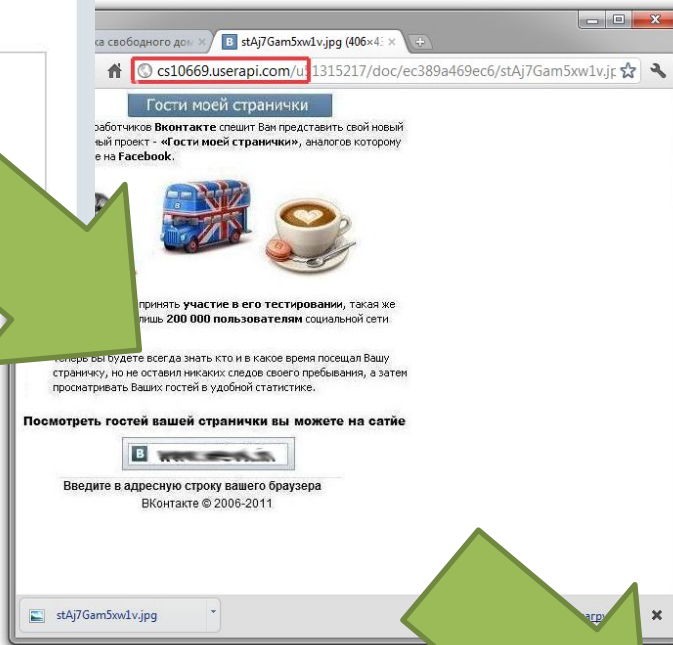 ка свободного дом
stAj7Gam5xw1v.jpg (406×4
cs10669.userapi.com/u51315217/doc/ec389a469ec6/stAj7Gam5xw1v.jp
Гости моей странички
работчиков Вконтакте спешит Вам представить свой новый
ный проект - «Гости моей странички», аналогов которому
е на Facebook.
принять участие в его тестировании, такая же
лишь 200 000 пользователям социальной сети
Теперь вы будете всегда знать кто и в какое время посещал Вашу
страничку, но не оставил никаких следов своего пребывания, а затем
просматривать Ваших гостей в удобной статистике.
Посмотреть гостей вашей странички вы можете на сатйе
B
Введите в адресную строку вашего браузера
ВКонтакте © 2006-2011
stAj7Gam5xw1v.jpg